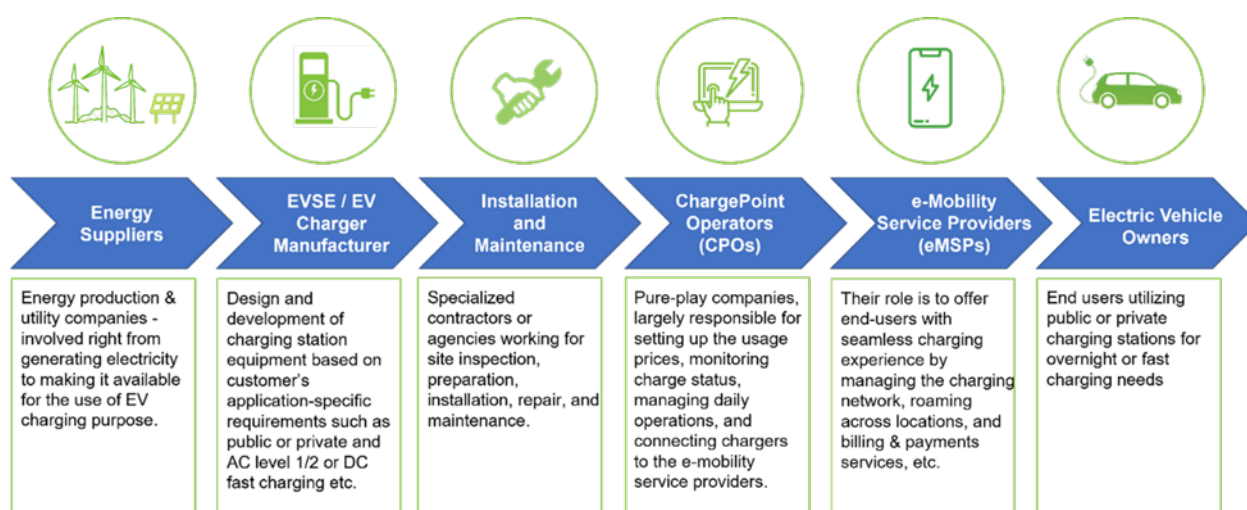 Energy
Suppliers
EVSE / EV
Charger
Manufacturer
Installation
and
Maintenance
ChargePoint
Operators
(CPOs)
e-Mobility
Service Providers
(eMSPs)
Electric Vehicle
Owners
Energy production &
utility companies -
involved right from
generating electricity
to making it available
for the use of EV
charging purpose.
Design and
development of
charging station
equipment based on
customer's
application-specific
requirements such as
public or private and
AC level 1/2 or DC
fast charging etc.
Specialized
contractors or
agencies working for
site inspection,
preparation,
installation, repair, and
maintenance.
Pure-play companies,
largely responsible for
setting up the usage
prices, monitoring
charge status,
managing daily
operations, and
connecting chargers
to the e-mobility
service providers.
Their role is to offer
end-users with
seamless charging
experience by
managing the charging
network, roaming
across locations, and
billing & payments
services, etc.
End users utilizing
public or private
charging stations for
overnight or fast
charging needs